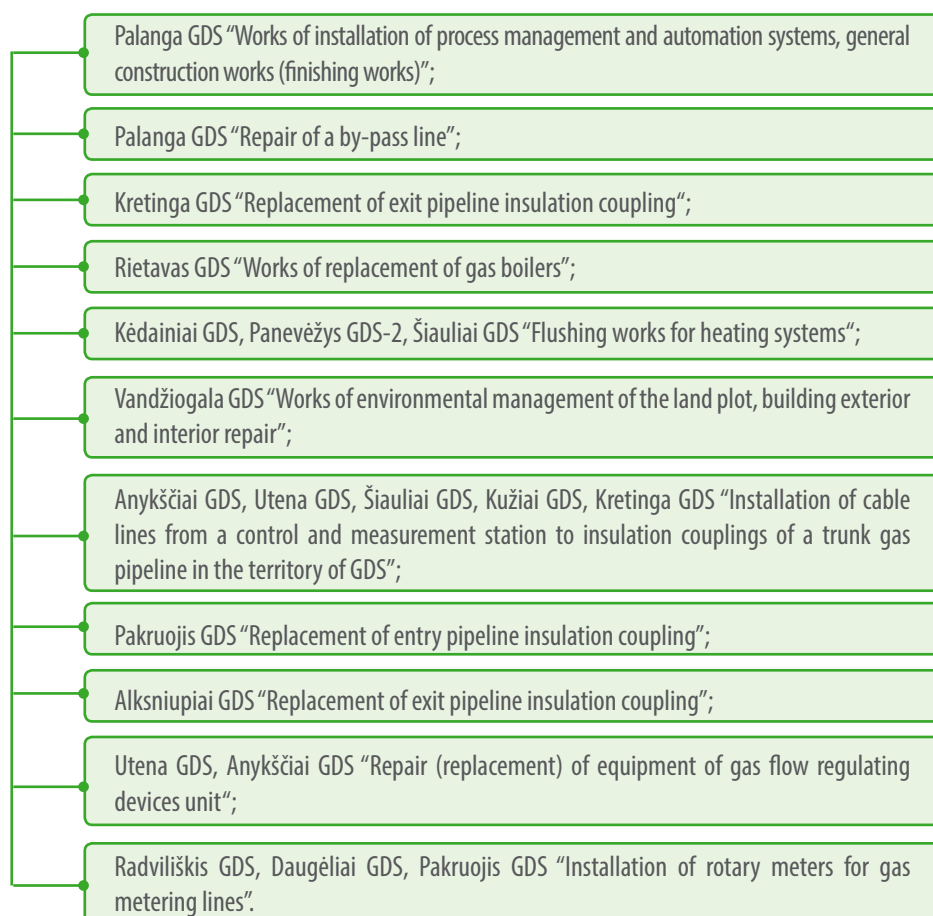 Palanga GDS “Works of installation of process management and automation systems, general
construction works (finishing works)”;
Palanga GDS “Repair of a by-pass line”;
Kretinga GDS “Replacement of exit pipeline insulation coupling“;
Rietavas GDS “Works of replacement of gas boilers”;
Kėdainiai GDS, Panevėžys GDS-2, Šiauliai GDS “Flushing works for heating systems“;
Vandžiogala GDS “Works of environmental management of the land plot, building exterior
and interior repair”;
Anykščiai GDS, Utena GDS, Šiauliai GDS, Kužiai GDS, Kretinga GDS “Installation of cable
lines from a control and measurement station to insulation couplings of a trunk gas
pipeline in the territory of GDS”;
Pakruojis GDS “Replacement of entry pipeline insulation coupling”;
Alksniupiai GDS “Replacement of exit pipeline insulation coupling”;
Utena GDS, Anykščiai GDS “Repair (replacement) of equipment of gas flow regulating
devices unit“;
Radviliškis GDS, Daugėliai GDS, Pakruojis GDS “Installation of rotary meters for gas
metering lines”.